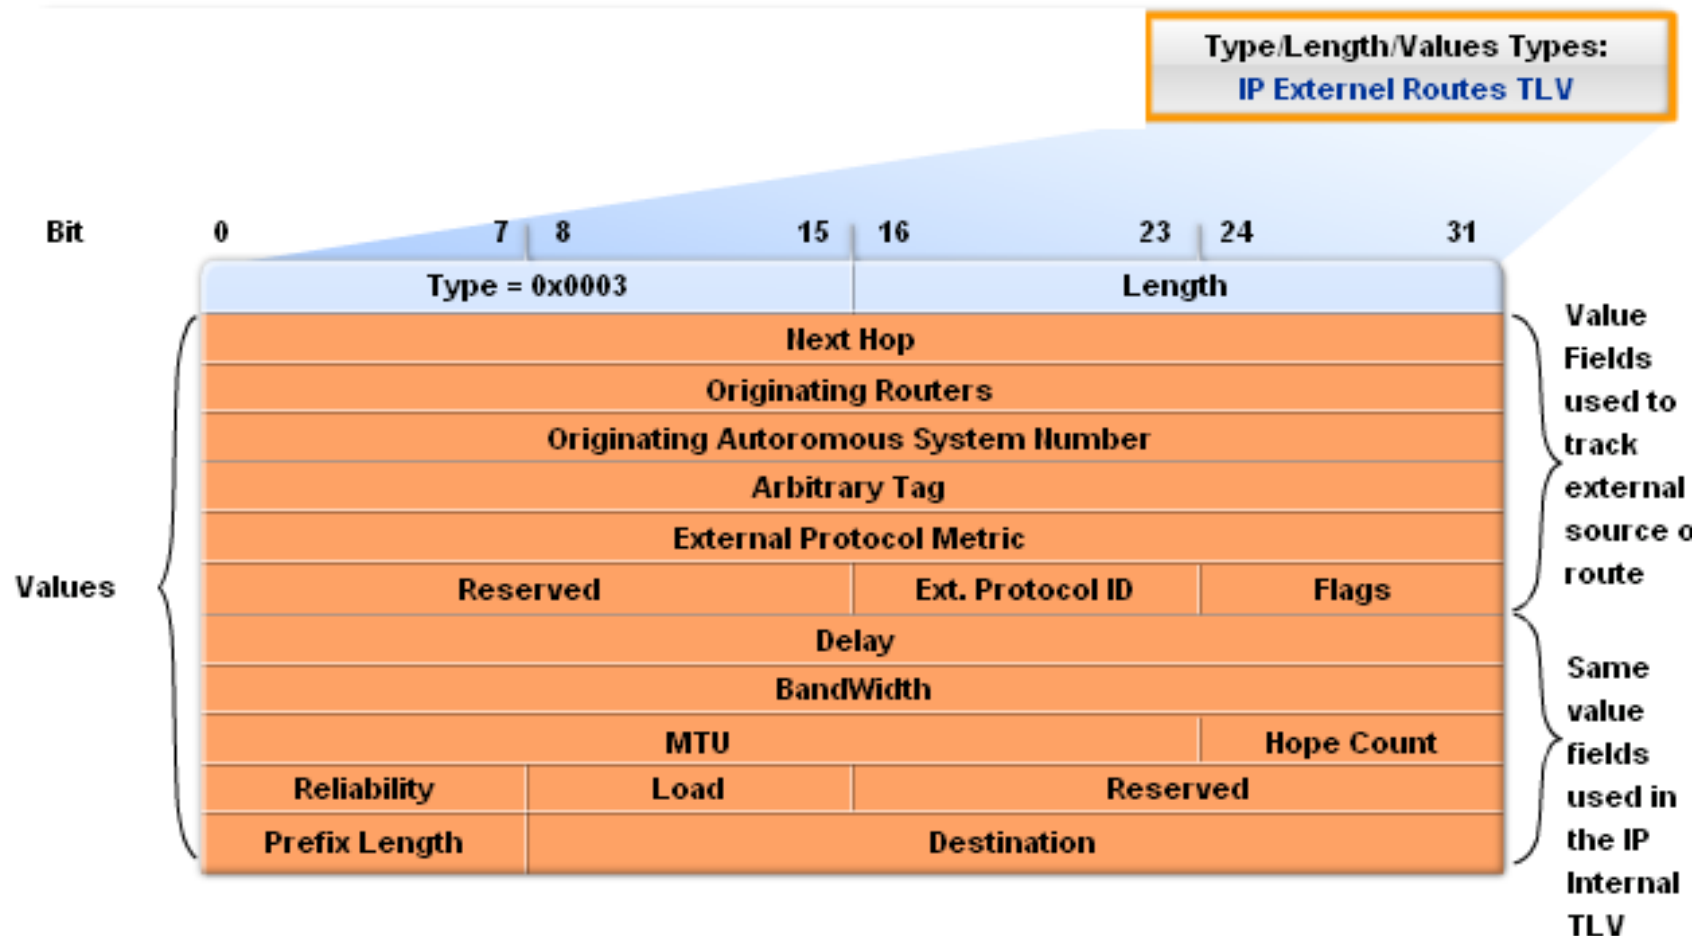 Type/Length/Values Types:
IP Externel Routes TLV
Bit 0 7 8 15 16 23 24 31
Type = 0x0003 Length
Next Hop
Originating Routers
Originating Autoromous System Number
Arbitrary Tag
External Protocol Metric
Reserved Ext. Protocol ID Flags
Delay
BandWidth
MTU Hope Count
Reliability Load Reserved
Prefix Length Destination
Values
Value
Fields
used to
track
external
source o
route
Same
value
fields
used in
the IP
Internal
TLV